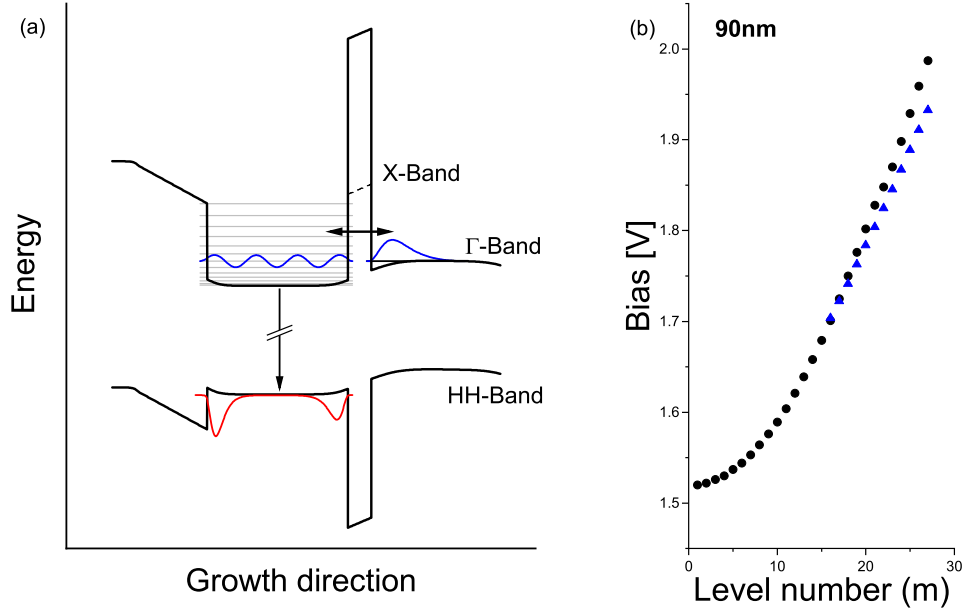 (a)
Energy
X-Band
Γ-Band
HH-Band
Growth direction
(b)
90nm
Bias [V]
2.0
1.9
1.8
1.7
1.6
1.5
0
10
20
30
Level number (m)